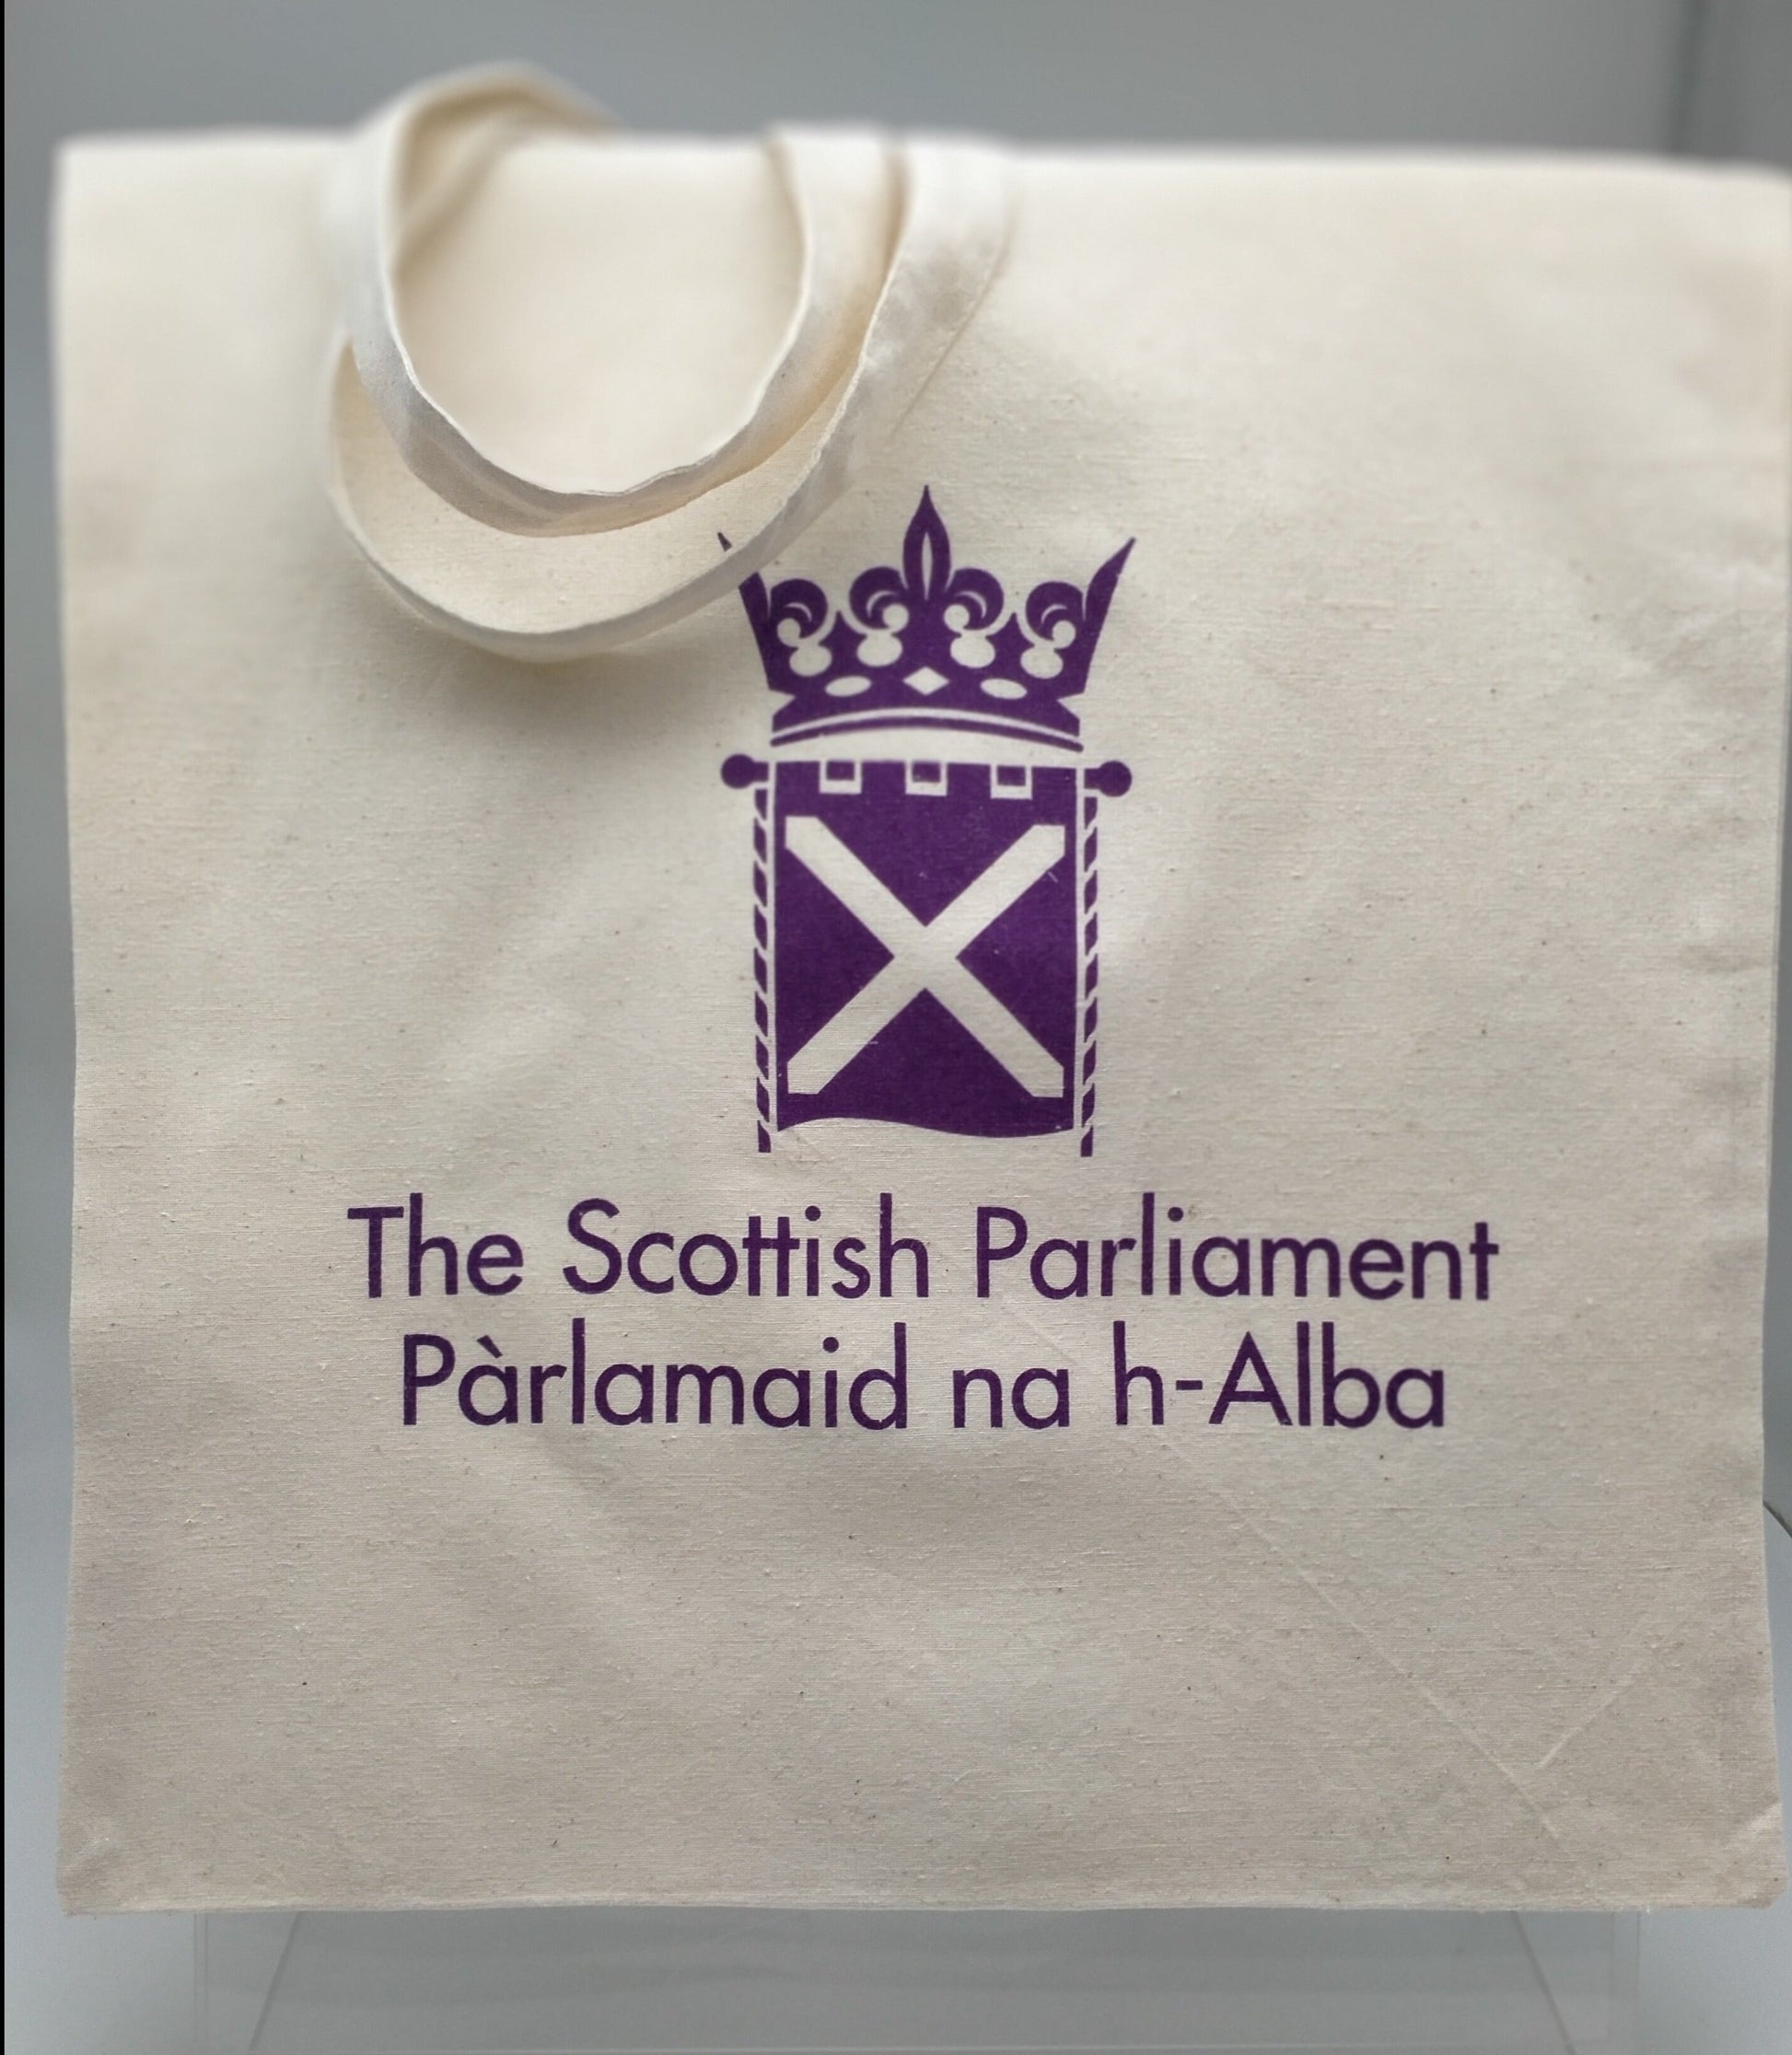 The Scottish Parliament
Pàrlamaid na h-Alba